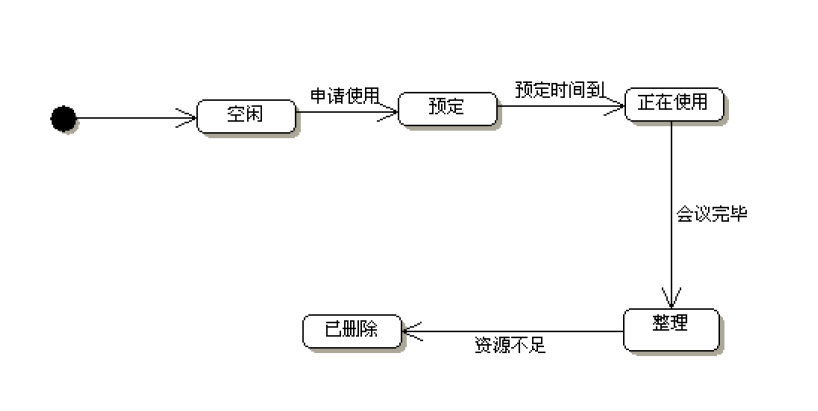 空闲
申请使用
预定
预定时间到
正在使用
会议完毕
整理
资源不足
已删除